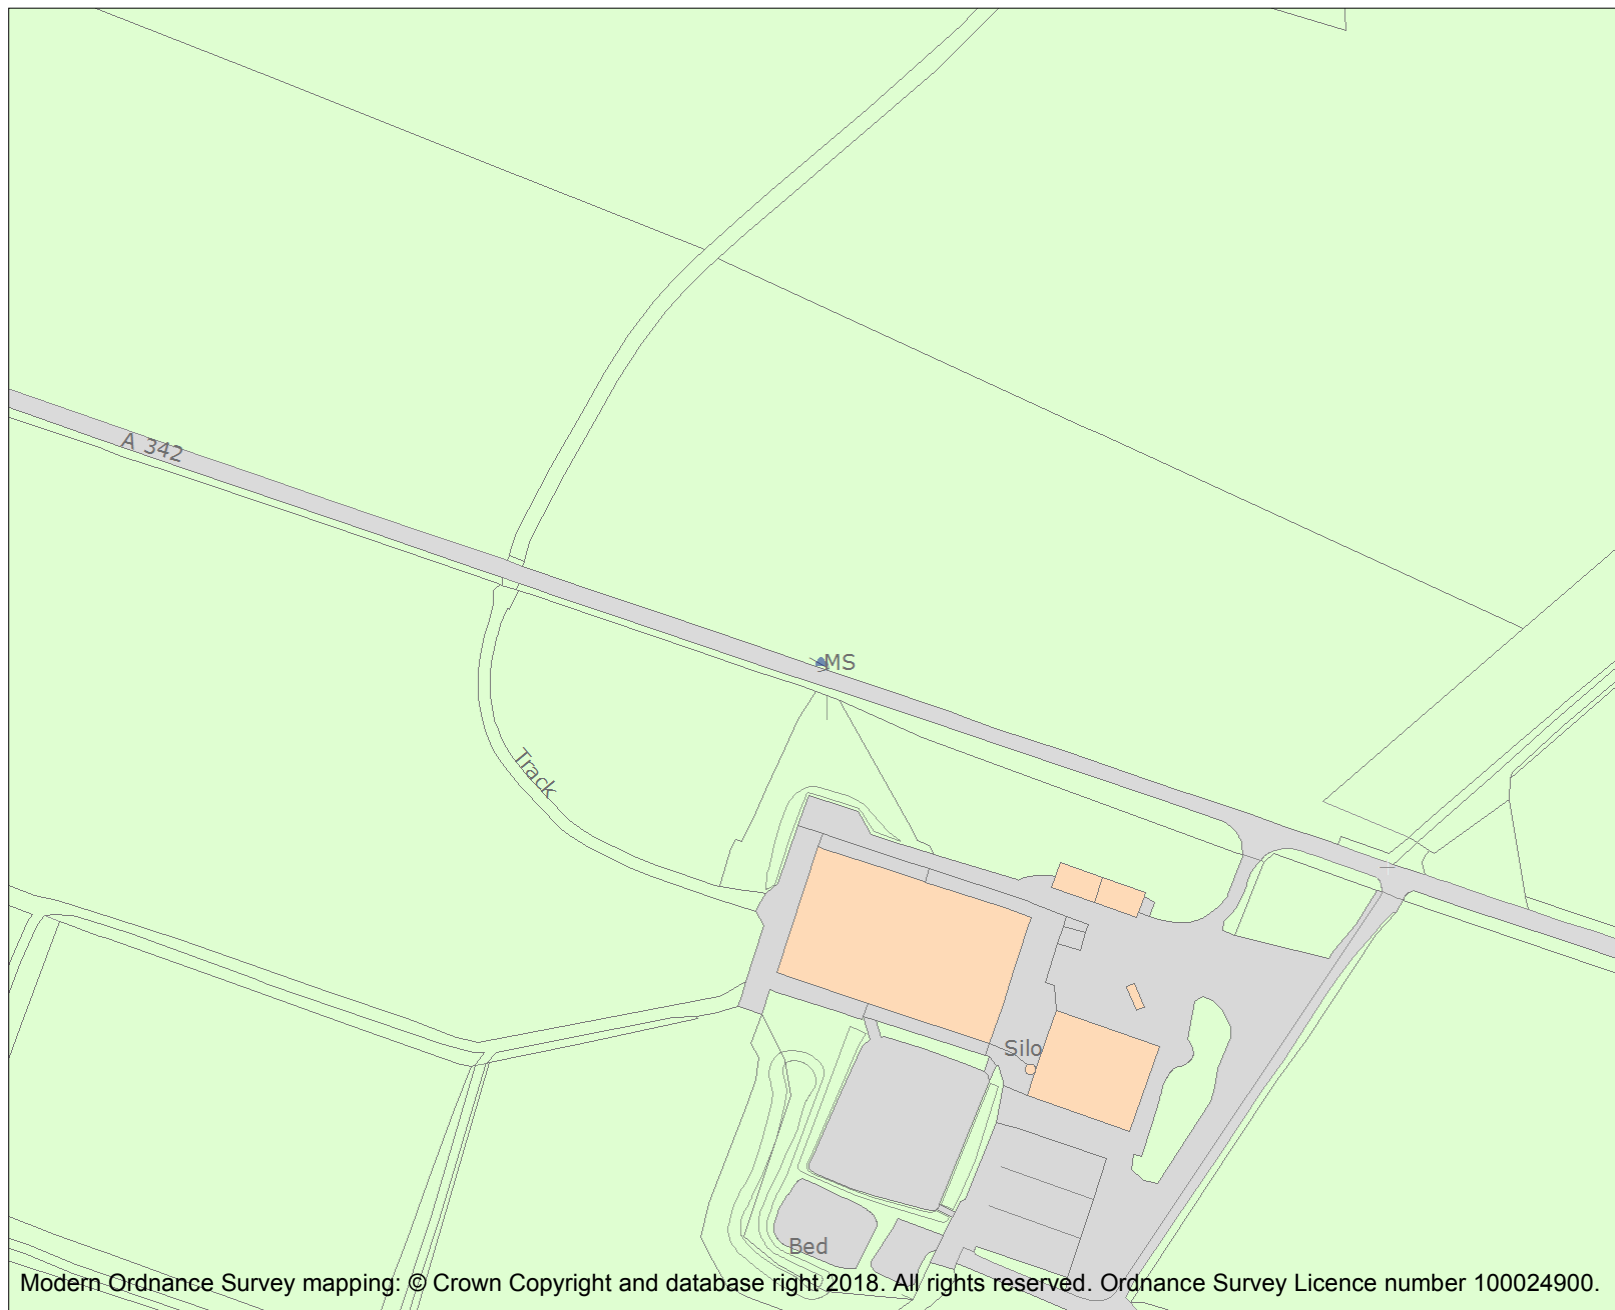 A 342
MS
Track
Silo
Bed
Modern Ordnance Survey mapping: © Crown Copyright and database right 2018. All rights reserved. Ordnance Survey Licence number 100024900.